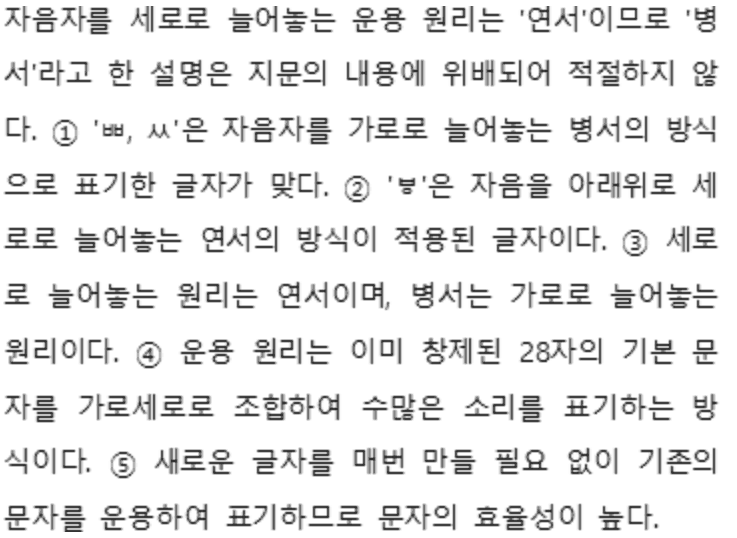 자음자를 세로로 늘어놓는 운용 원리는 '연서'이므로 '병
서'라고 한 설명은 지문의 내용에 위배되어 적절하지 않
다. ① 'ㅃ, ㅆ'은 자음자를 가로로 늘어놓는 병서의 방식
으로 표기한 글자가 맞다. ② 'ㅸ'은 자음을 아래위로 세
로로 늘어놓는 연서의 방식이 적용된 글자이다. ③ 세로
로 늘어놓는 원리는 연서이며, 병서는 가로로 늘어놓는
원리이다. ④ 운용 원리는 이미 창제된 28자의 기본 문
자를 가로세로로 조합하여 수많은 소리를 표기하는 방
식이다. ⑤ 새로운 글자를 매번 만들 필요 없이 기존의
문자를 운용하여 표기하므로 문자의 효율성이 높다.